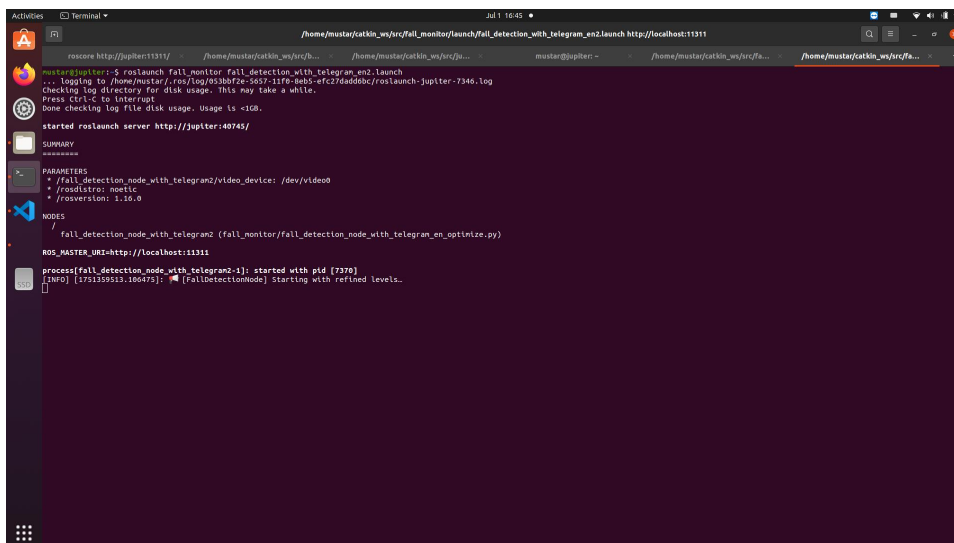 Activities
Terminal
Jul 1 16:45
/home/mustar/catkin_ws/src/fall_monitor/launch/fall_detection_with_telegram_en2.launch http://localhost:11311
roscore http://jupiter:11311/
/home/mustar/catkin_ws/src/b...
/home/mustar/catkin_ws/src/ju...
mustar@jupiter: ~
/home/mustar/catkin_ws/src/fa...
/home/mustar/catkin_ws/src/fa...
mustar@jupiter:~$ roslaunch fall_monitor fall_detection_with_telegram_en2.launch
... logging to /home/mustar/.ros/log/053bbf2e-5657-11f0-8eb5-efc27dadd6bc/roslaunch-jupiter-7346.log
Checking log directory for disk usage. This may take a while.
Press Ctrl-C to interrupt
Done checking log file disk usage. Usage is <1GB.
started roslaunch server http://jupiter:40745/
SUMMARY
========
PARAMETERS
* /fall_detection_node_with_telegram2/video_device: /dev/video0
* /rosdistro: noetic
* /rosversion: 1.16.0
NODES
/
fall_detection_node_with_telegram2 (fall_monitor/fall_detection_node_with_telegram_en_optimize.py)
ROS_MASTER_URI=http://localhost:11311
process[fall_detection_node_with_telegram2-1]: started with pid [7370]
[INFO] [1751359513.106475]: 📢 [FallDetectionNode] Starting with refined levels…
SSD